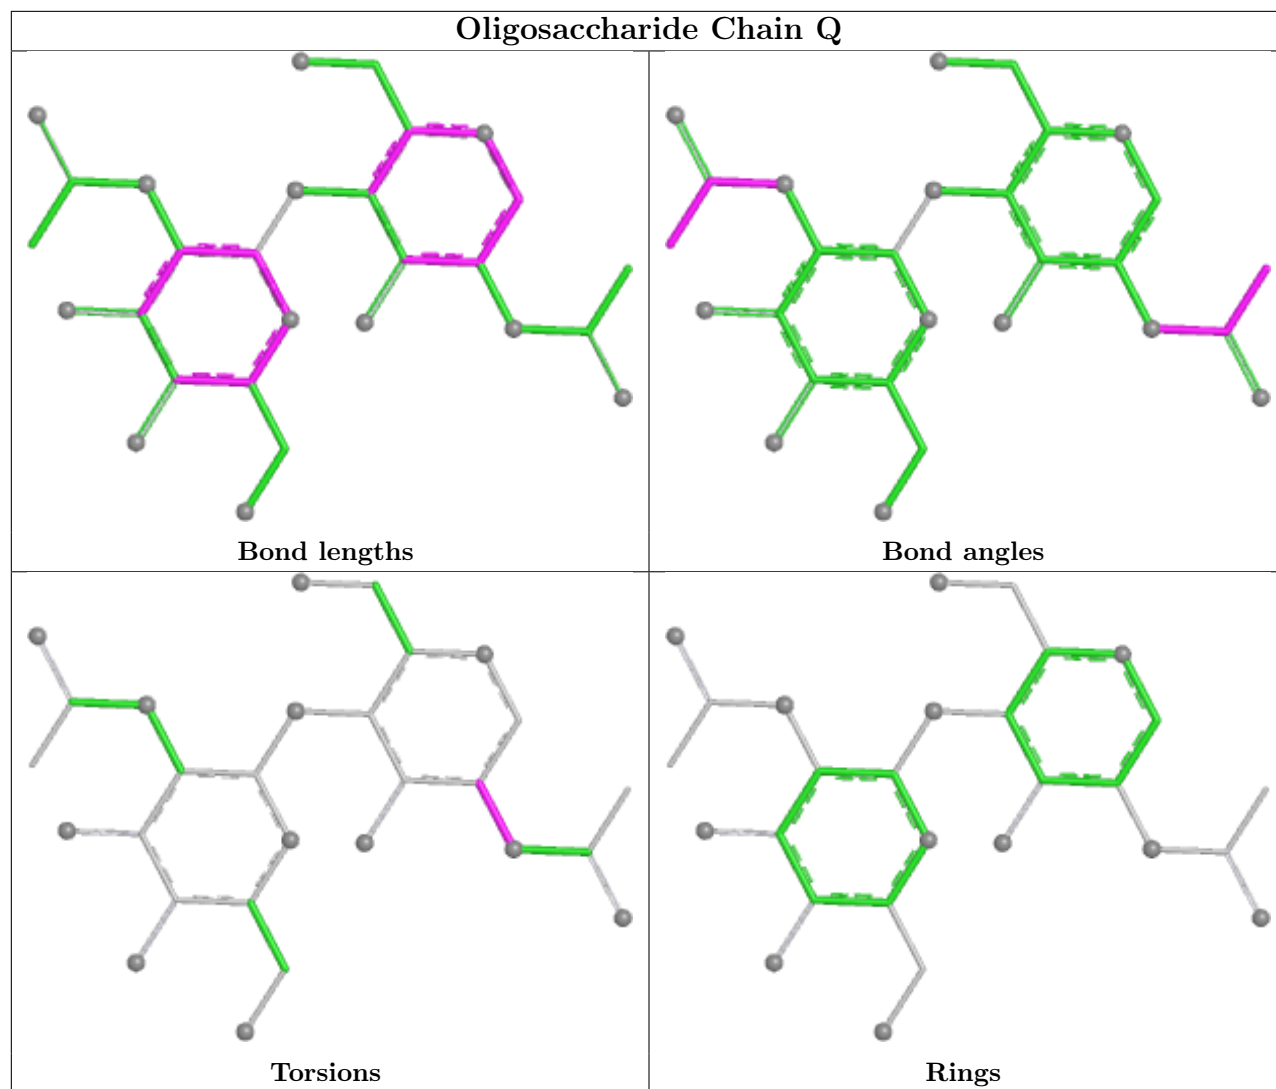 Oligosaccharide Chain Q
Bond lengths
Bond angles
Torsions
Rings